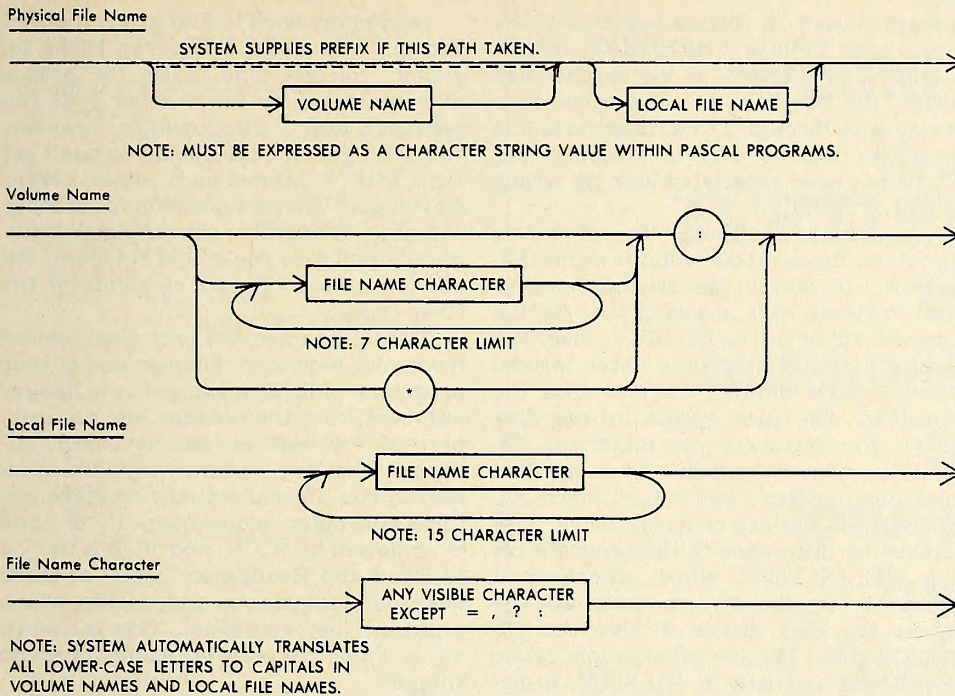 Physical File Name
SYSTEM SUPPLIES PREFIX IF THIS PATH TAKEN.
VOLUME NAME
LOCAL FILE NAME
NOTE: MUST BE EXPRESSED AS A CHARACTER STRING VALUE WITHIN PASCAL PROGRAMS.
Volume Name
:
FILE NAME CHARACTER
NOTE: 7 CHARACTER LIMIT
*
Local File Name
FILE NAME CHARACTER
NOTE: 15 CHARACTER LIMIT
File Name Character
ANY VISIBLE CHARACTER
EXCEPT = , ? :
NOTE: SYSTEM AUTOMATICALLY TRANSLATES
ALL LOWER-CASE LETTERS TO CAPITALS IN
VOLUME NAMES AND LOCAL FILE NAMES.